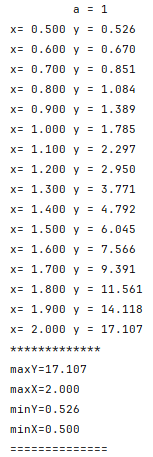 a = 1
x= 0.500 y = 0.526
x= 0.600 y = 0.670
x= 0.700 y = 0.851
x= 0.800 y = 1.084
x= 0.900 y = 1.389
x= 1.000 y = 1.785
x= 1.100 y = 2.297
x= 1.200 y = 2.950
x= 1.300 y = 3.771
x= 1.400 y = 4.792
x= 1.500 y = 6.045
x= 1.600 y = 7.566
x= 1.700 y = 9.391
x= 1.800 y = 11.561
x= 1.900 y = 14.118
x= 2.000 y = 17.107
*************
maxY=17.107
maxX=2.000
minY=0.526
minX=0.500
==============